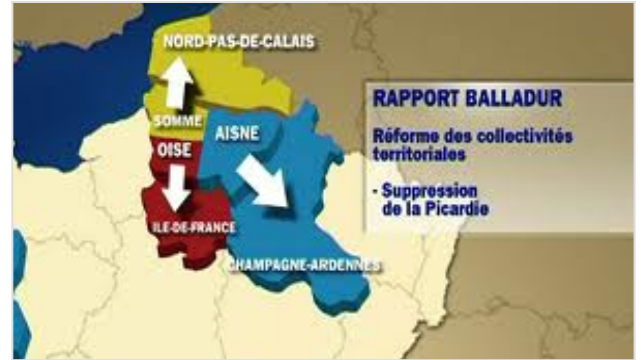 NORD-PAS-DE-CALAIS
SOMME
OISE
AISNE
ILE-DE-FRANCE
CHAMPAGNE-ARDENNES
RAPPORT BALLADUR
Réforme des collectivités
territoriales
- Suppression
de la Picardie